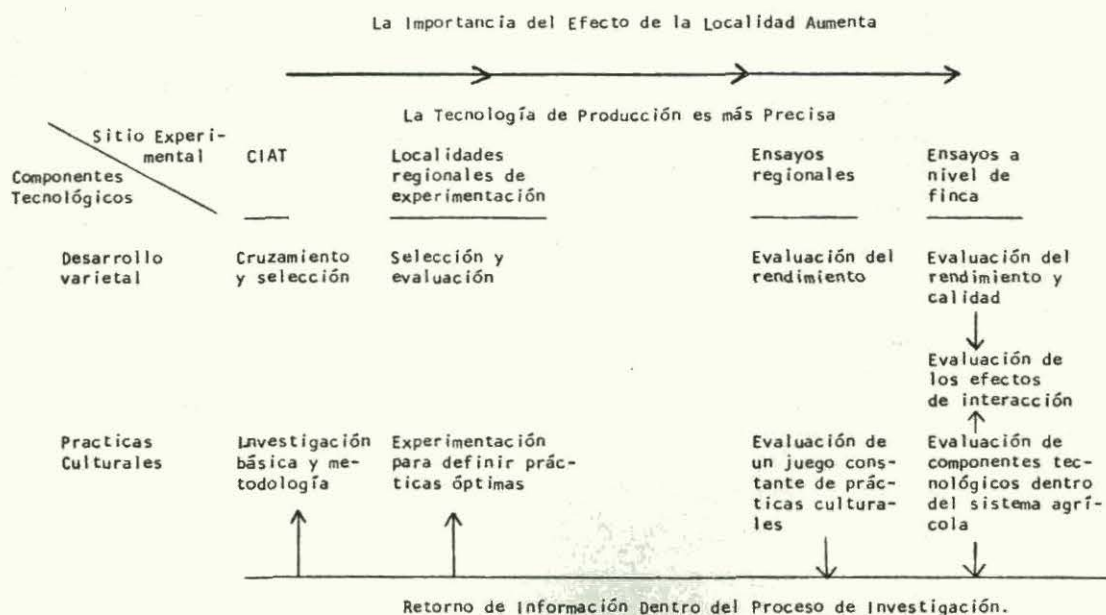 La Importancia del Efecto de la Localidad Aumenta
La Tecnología de Producción es más Precisa
Sitio Experi-
mental
Componentes
Tecnológicos
CIAT
Localidades
regionales de
experimentación
Ensayos
regionales
Ensayos a
nivel de
finca
Desarrollo
varietal
Cruzamiento
y selección
Selección y
evaluación
Evaluación del
rendimiento
Evaluación del
rendimiento y
calidad
Evaluación de
los efectos
de interacción
Practicas
Culturales
Investigación
básica y me-
todología
Experimentación
para definir prác-
ticas óptimas
Evaluación de
un juego cons-
tante de prác-
ticas cultura-
les
Evaluación de
componentes tec-
nológicos dentro
del sistema agrí-
cola
Retorno de Información Dentro del Proceso de Investigación.